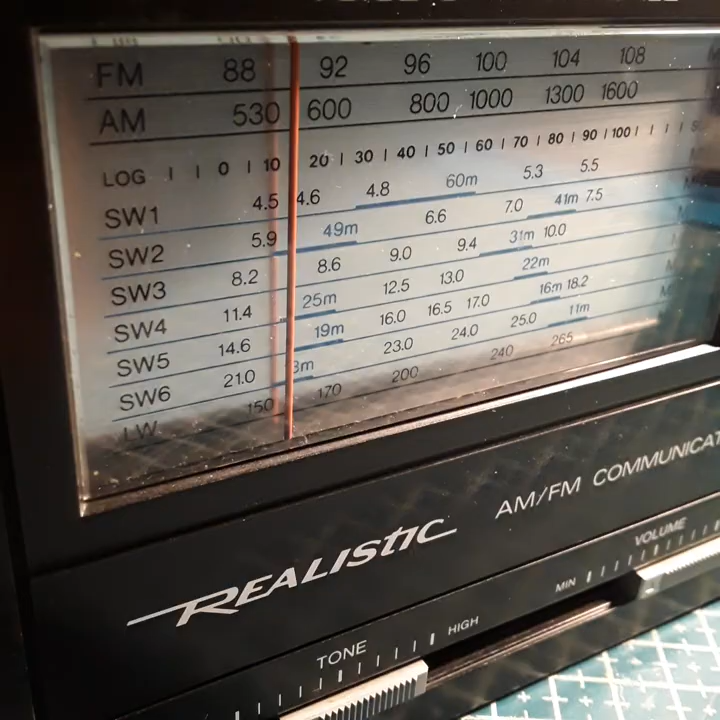 FM 88 92 96 100 104 108
AM 530 600 800 1000 1300 1600
LOG 0 10 20 30 40 50 60 70 80 90 100
SW1 4.5 4.6 4.8 60m 5.3 5.5
SW2 5.9 49m 6.6 7.0 41m 7.5
SW3 8.2 8.6 9.0 9.4 31m 10.0
SW4 11.4 25m 12.5 13.0 22m
SW5 14.6 19m 16.0 16.5 17.0 16m 18.2
SW6 21.0 23.0 24.0 25.0 11m
LW 150 170 200 240 265
REALISTIC AM/FM COMMUNICAT
VOLUME
MIN
TONE HIGH